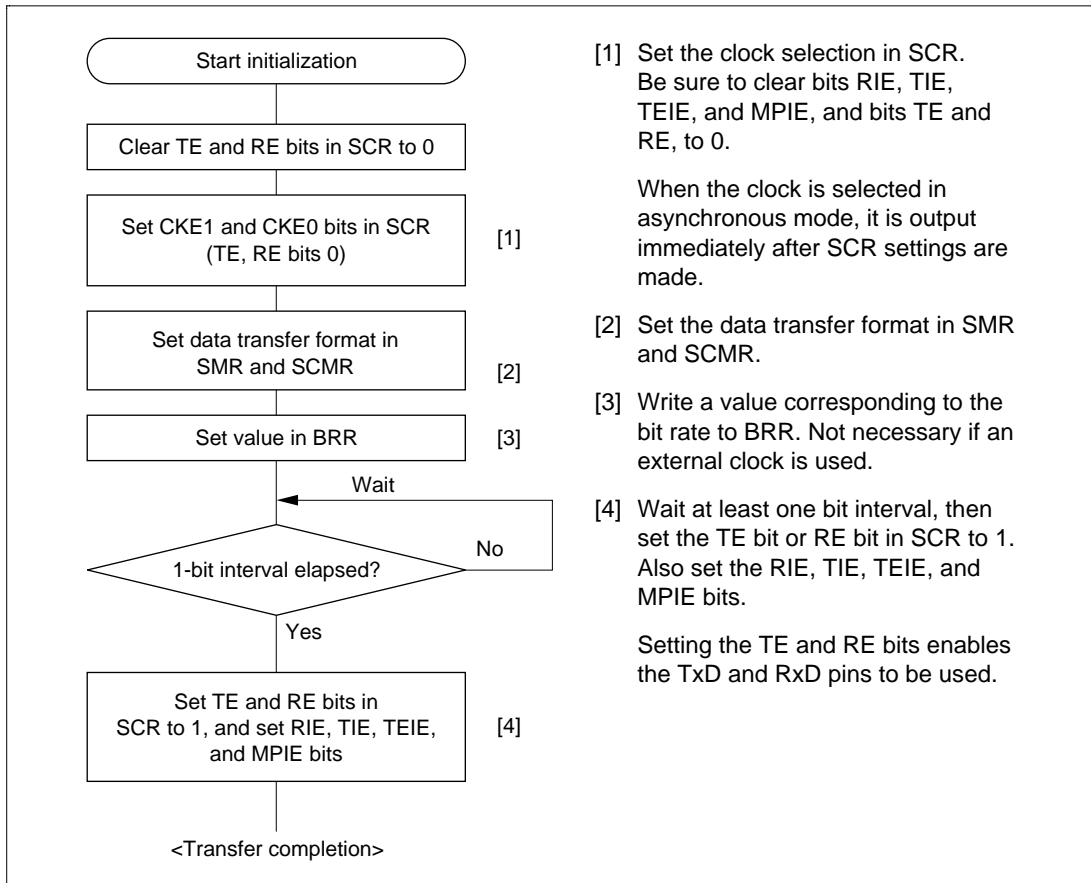 Start initialization
Clear TE and RE bits in SCR to 0
Set CKE1 and CKE0 bits in SCR
(TE, RE bits 0)
[1]
Set data transfer format in
SMR and SCMR
[2]
Set value in BRR
[3]
Wait
No
1-bit interval elapsed?
Yes
Set TE and RE bits in
SCR to 1, and set RIE, TIE, TEIE,
and MPIE bits
[4]
<Transfer completion>
[1] Set the clock selection in SCR.
Be sure to clear bits RIE, TIE,
TEIE, and MPIE, and bits TE and
RE, to 0.
When the clock is selected in
asynchronous mode, it is output
immediately after SCR settings are
made.
[2] Set the data transfer format in SMR
and SCMR.
[3] Write a value corresponding to the
bit rate to BRR. Not necessary if an
external clock is used.
[4] Wait at least one bit interval, then
set the TE bit or RE bit in SCR to 1.
Also set the RIE, TIE, TEIE, and
MPIE bits.
Setting the TE and RE bits enables
the TxD and RxD pins to be used.